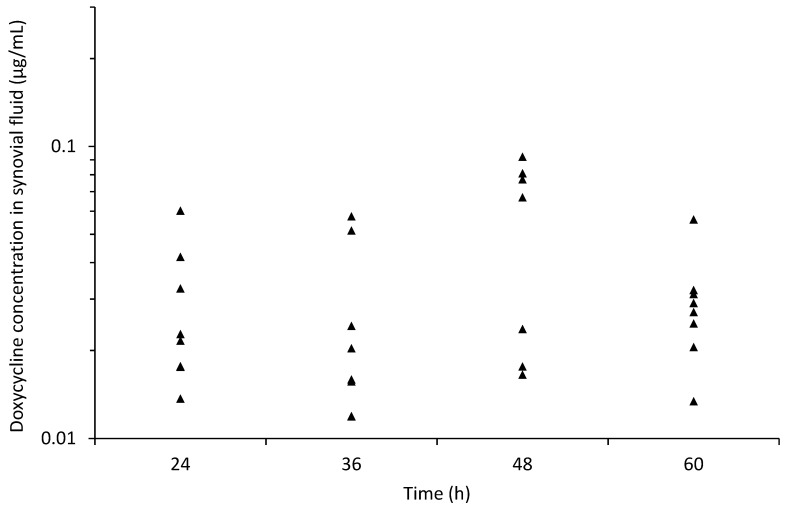 Doxycycline concentration in synovial fluid (µg/mL)
0.1
0.01
24 36 48 60
Time (h)